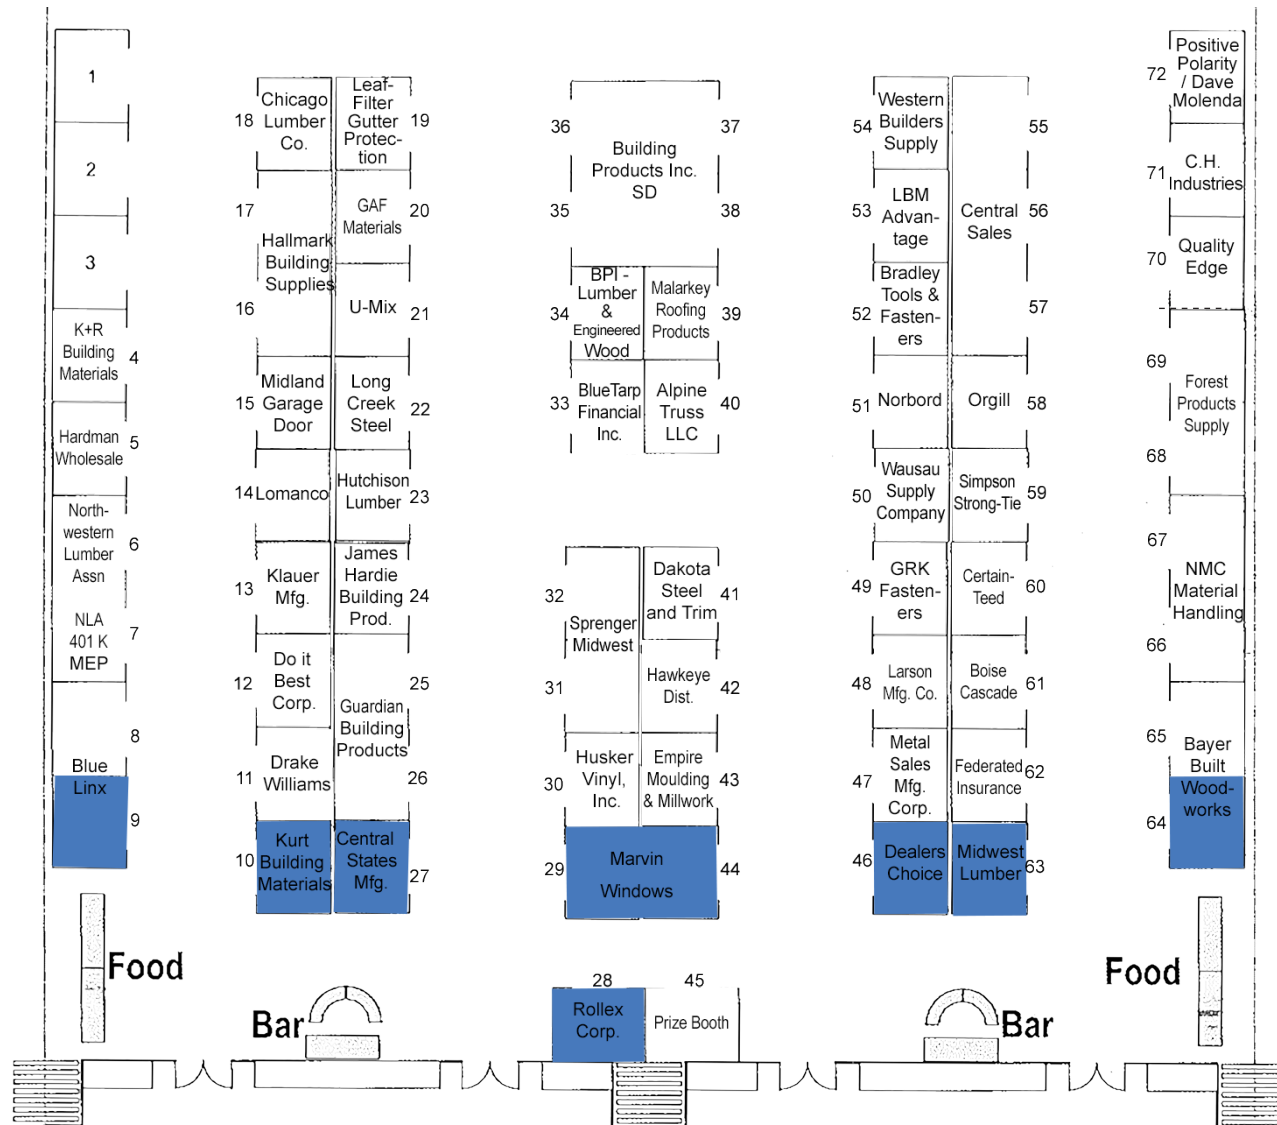 1
2
3
K+R
Building
Materials
4
Hardman
Wholesale
5
North-
western
Lumber
Assn
6
NLA
401 K
MEP
7
8
Blue
Linx
9
18
Chicago
Lumber
Co.
Leaf-
Filter
Gutter
Protec-
tion
19
17
Hallmark
Building
Supplies
16
GAF
Materials
20
U-Mix
21
15
Midland
Garage
Door
Long
Creek
Steel
22
14
Lomanco
Hutchison
Lumber
23
13
Klauer
Mfg.
James
Hardie
Building
Prod.
24
12
Do it
Best
Corp.
25
Guardian
Building
Products
26
11
Drake
Williams
10
Kurt
Building
Materials
Central
States
Mfg.
27
36
37
Building
Products Inc.
SD
35
38
34
BPI -
Lumber
&
Engineered
Wood
Malarkey
Roofing
Products
39
33
BlueTarp
Financial
Inc.
Alpine
Truss
LLC
40
32
Sprenger
Midwest
31
Dakota
Steel
and Trim
41
Hawkeye
Dist.
42
30
Husker
Vinyl,
Inc.
Empire
Moulding
& Millwork
43
29
Marvin
Windows
44
28
Rollex
Corp.
45
Prize Booth
54
Western
Builders
Supply
55
53
LBM
Advan-
tage
Central
Sales
56
52
Bradley
Tools &
Fasten-
ers
57
51
Norbord
Orgill
58
50
Wausau
Supply
Company
Simpson
Strong-Tie
59
49
GRK
Fasten-
ers
Certain-
Teed
60
48
Larson
Mfg. Co.
Boise
Cascade
61
47
Metal
Sales
Mfg.
Corp.
Federated
Insurance
62
46
Dealers
Choice
Midwest
Lumber
63
72
Positive
Polarity
/ Dave
Molenda
71
C.H.
Industries
70
Quality
Edge
69
Forest
Products
Supply
68
67
NMC
Material
Handling
66
65
Bayer
Built
Wood-
works
64
Food
Bar
Bar
Food